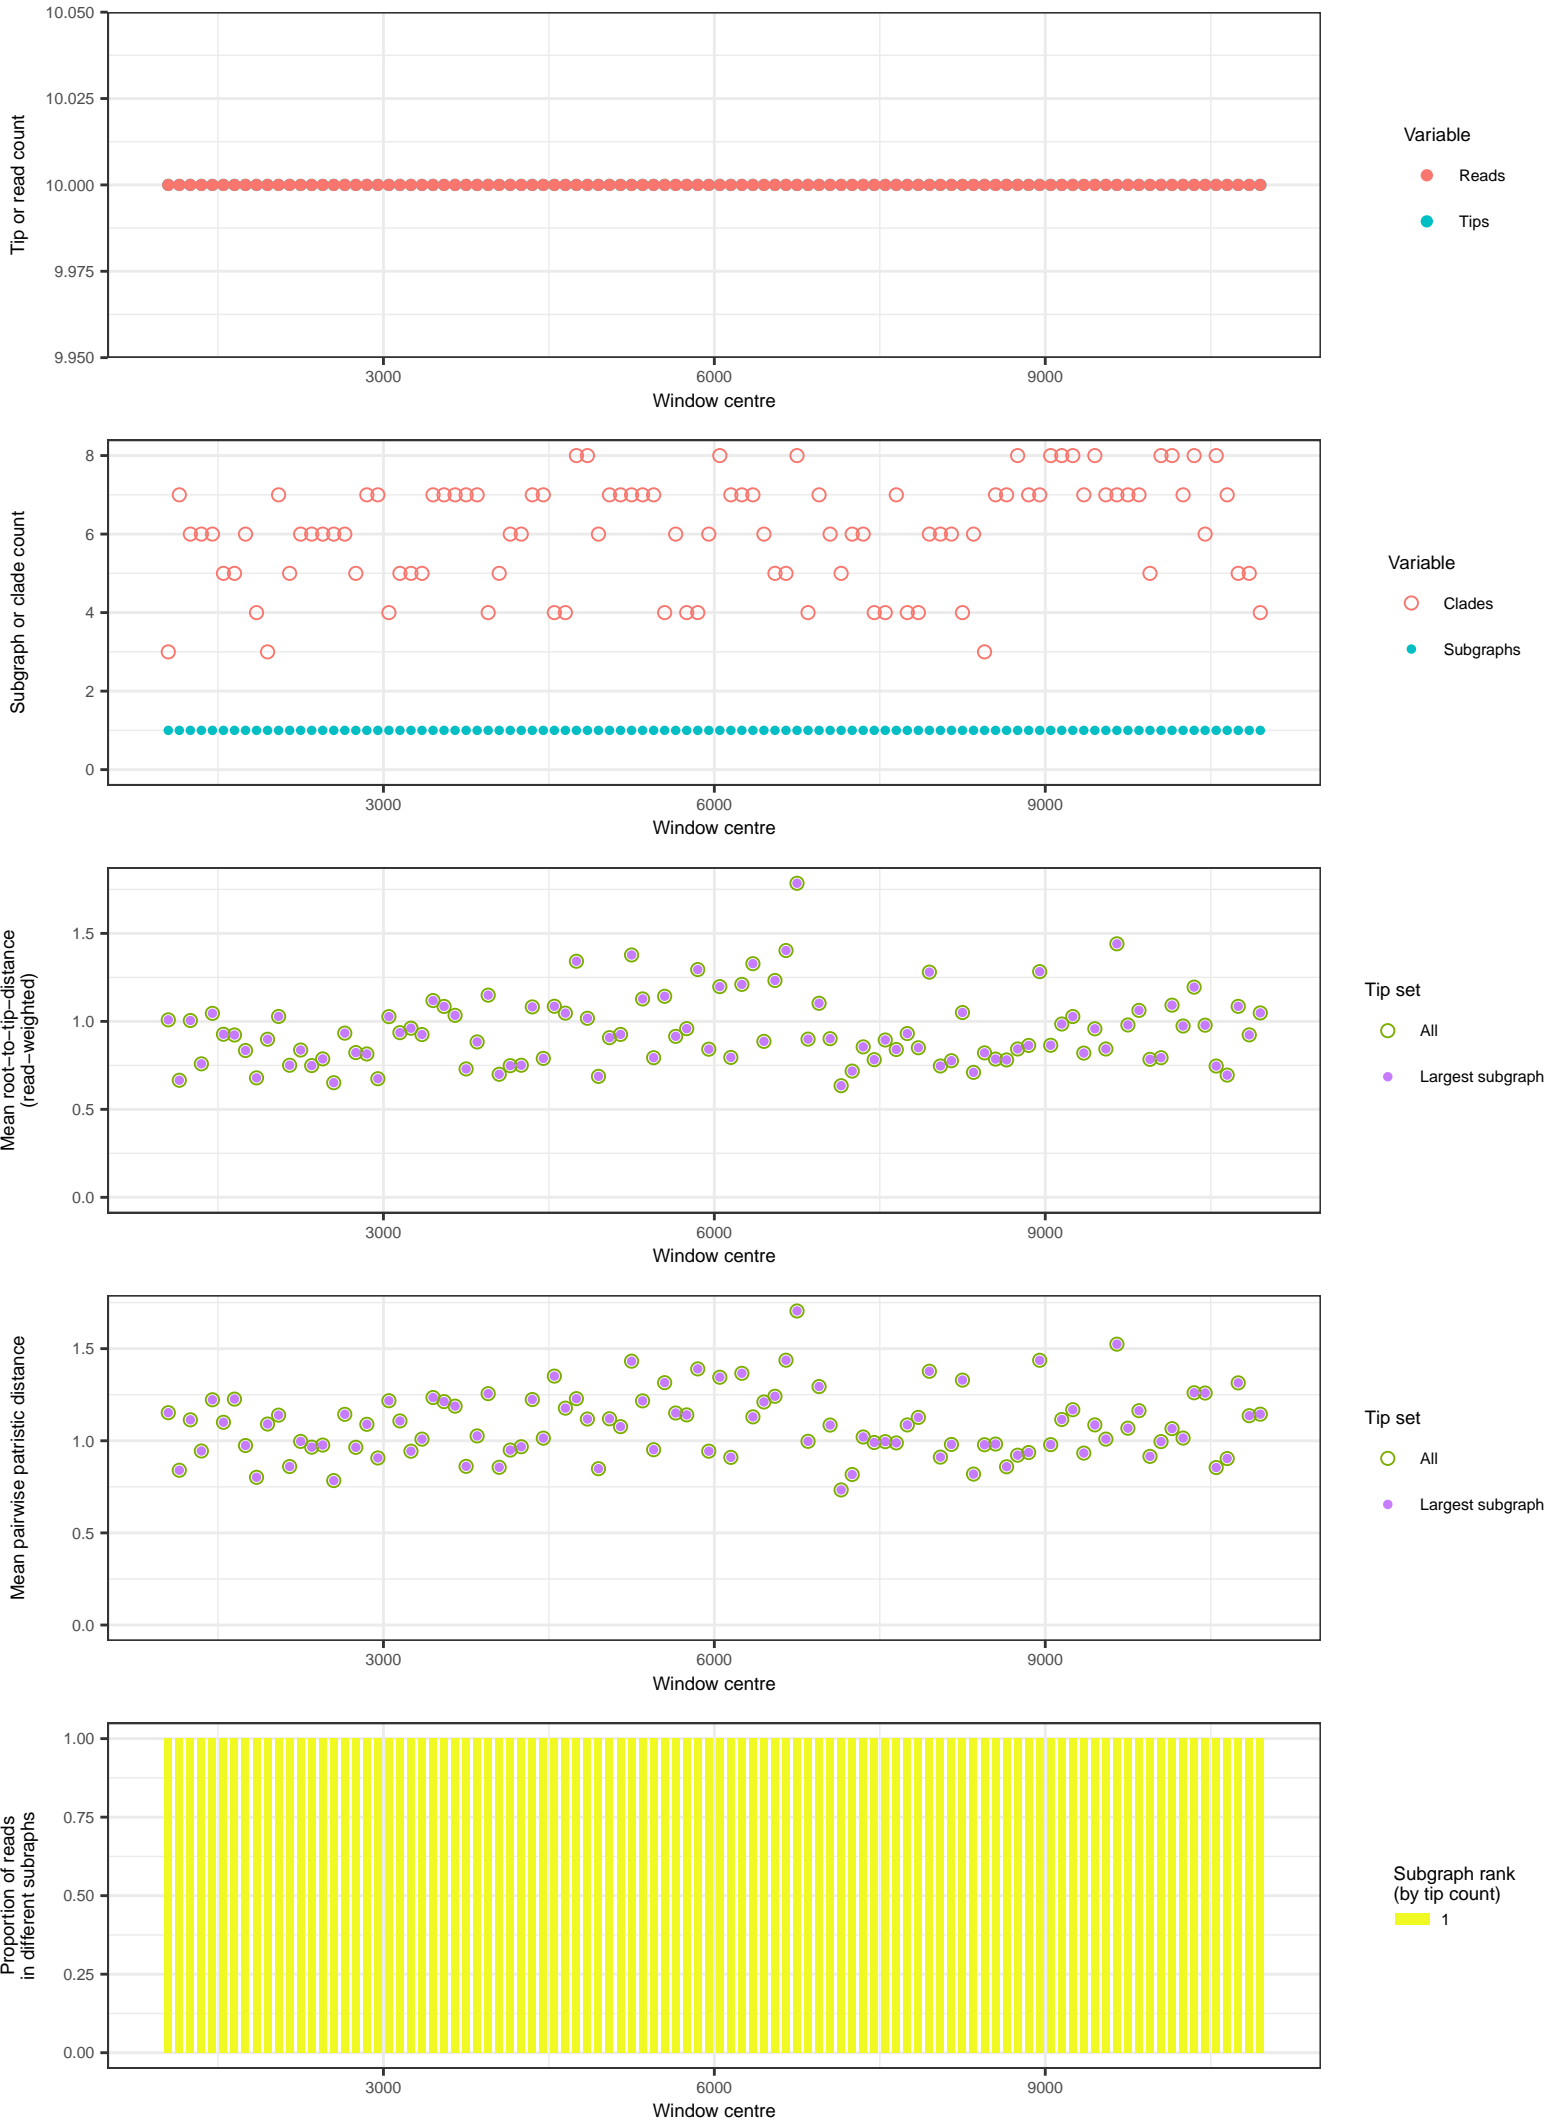 10.050
10.025
10.000
9.975
9.950
Tip or read count
3000 6000 9000
Window centre
Variable
Reads
Tips
8
6
4
2
0
Subgraph or clade count
3000 6000 9000
Window centre
Variable
Clades
Subgraphs
1.5
1.0
0.5
0.0
Mean root−to−tip−distance
(read−weighted)
3000 6000 9000
Window centre
Tip set
All
Largest subgraph
1.5
1.0
0.5
0.0
Mean pairwise patristic distance
3000 6000 9000
Window centre
Tip set
All
Largest subgraph
1.00
0.75
0.50
0.25
0.00
Proportion of reads
in different subraphs
3000 6000 9000
Window centre
Subgraph rank
(by tip count)
1